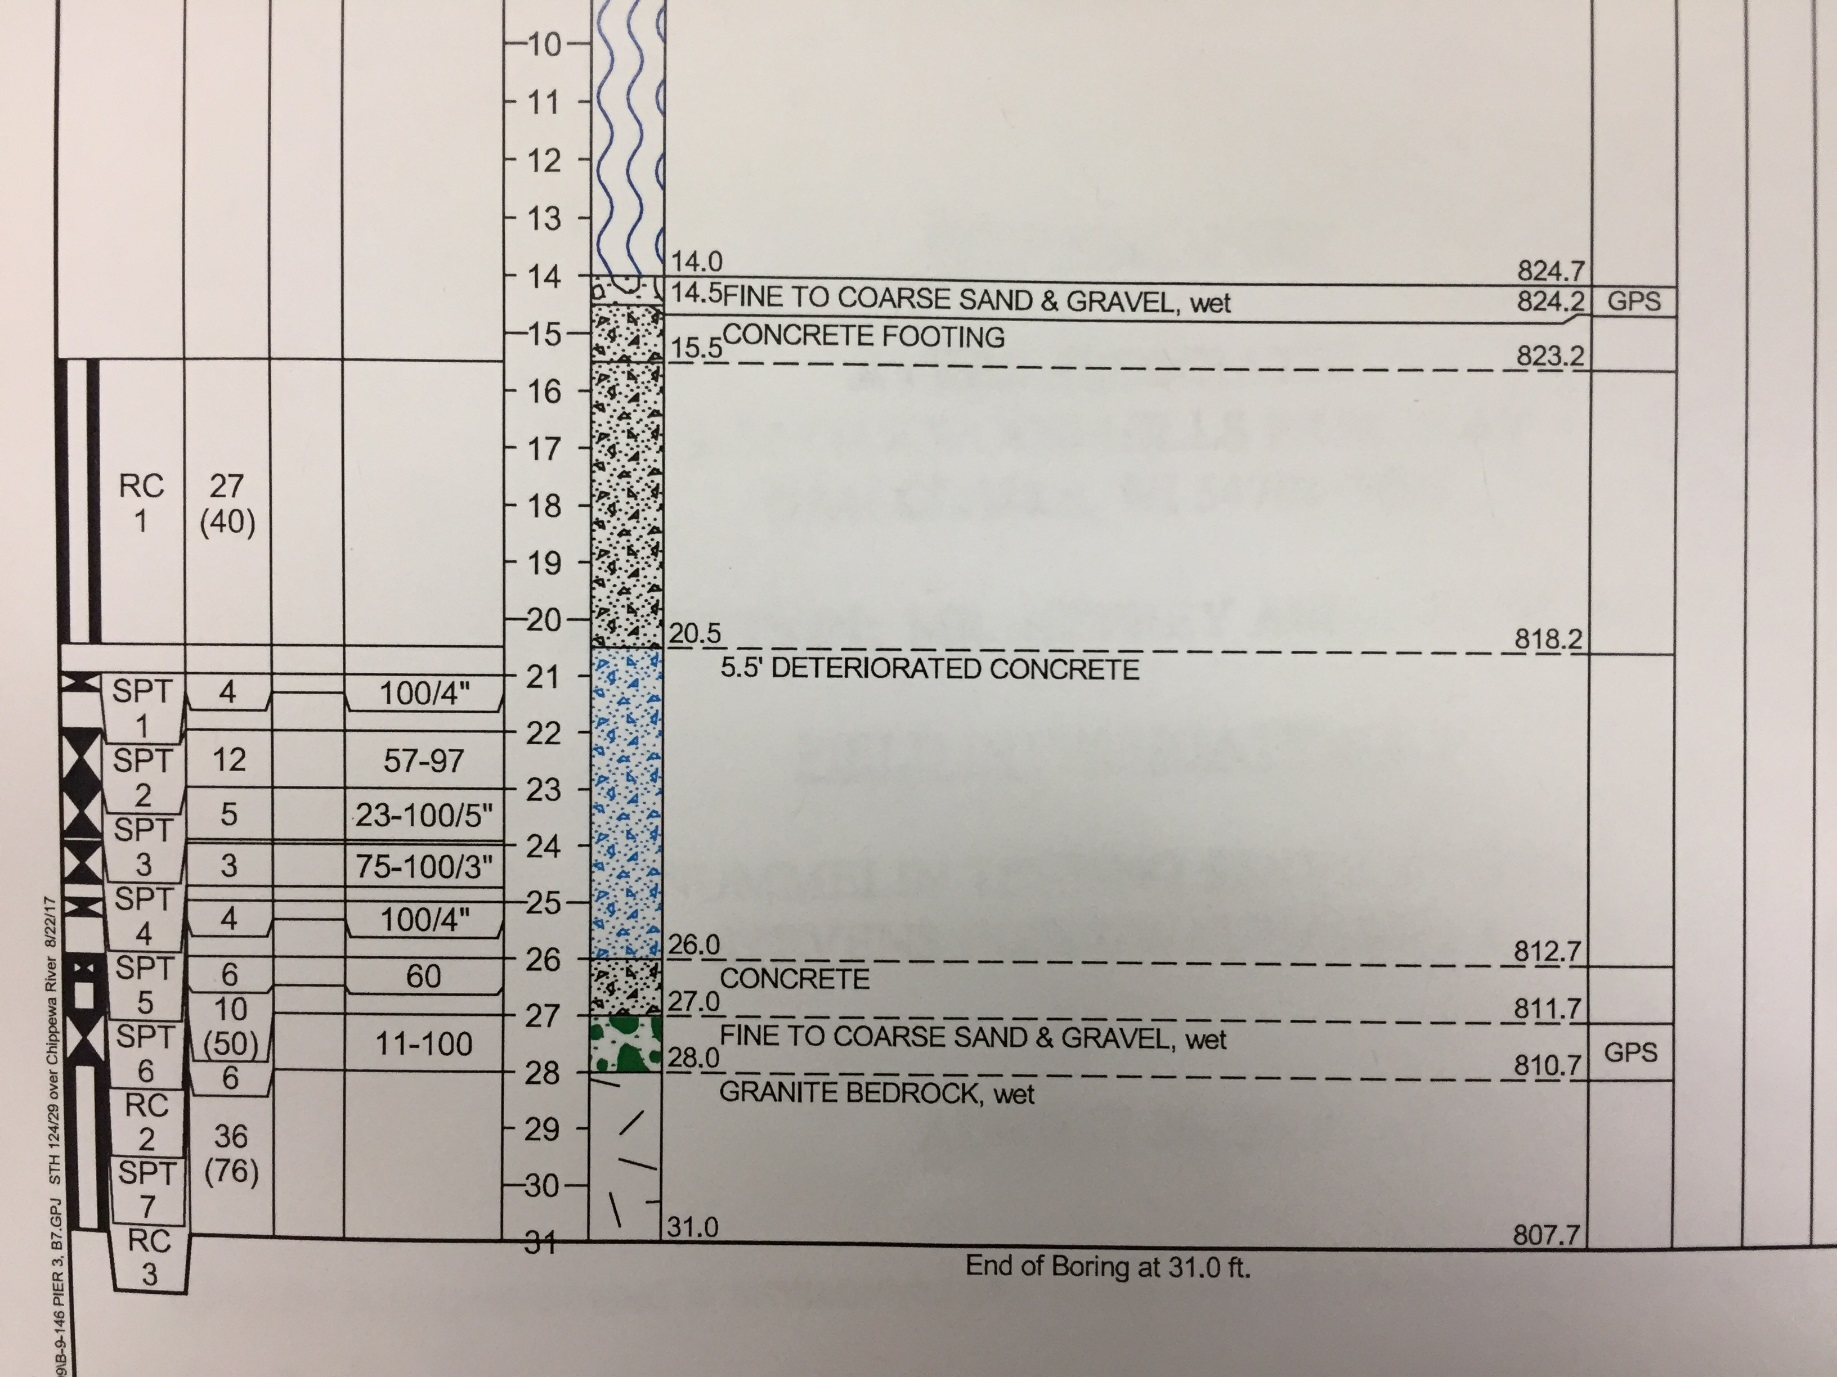 10
11
12
13
14.0
14
824.7
14.5 FINE TO COARSE SAND & GRAVEL, wet 824.2 GPS
15
CONCRETE FOOTING
15.5
823.2
16
17
RC 27
1 (40)
18
19
20
20.5
818.2
5.5' DETERIORATED CONCRETE
21
SPT 4 100/4"
1
22
SPT 12 57-97
2
23
5 23-100/5"
SPT
3
24
3 75-100/3"
SPT
4
25
4 100/4"
26.0
812.7
26
SPT 6 60
5
CONCRETE
27.0
811.7
10
(50)
27
SPT
6
11-100
FINE TO COARSE SAND & GRAVEL, wet
GPS
28.0
810.7
6
28
GRANITE BEDROCK, wet
RC
2
29
36
(76)
SPT
7
30
31.0
807.7
31
RC
3
End of Boring at 31.0 ft.
9\B-9-146 PIER 3, B7.GPJ STH 124/29 over Chippewa River 8/22/17